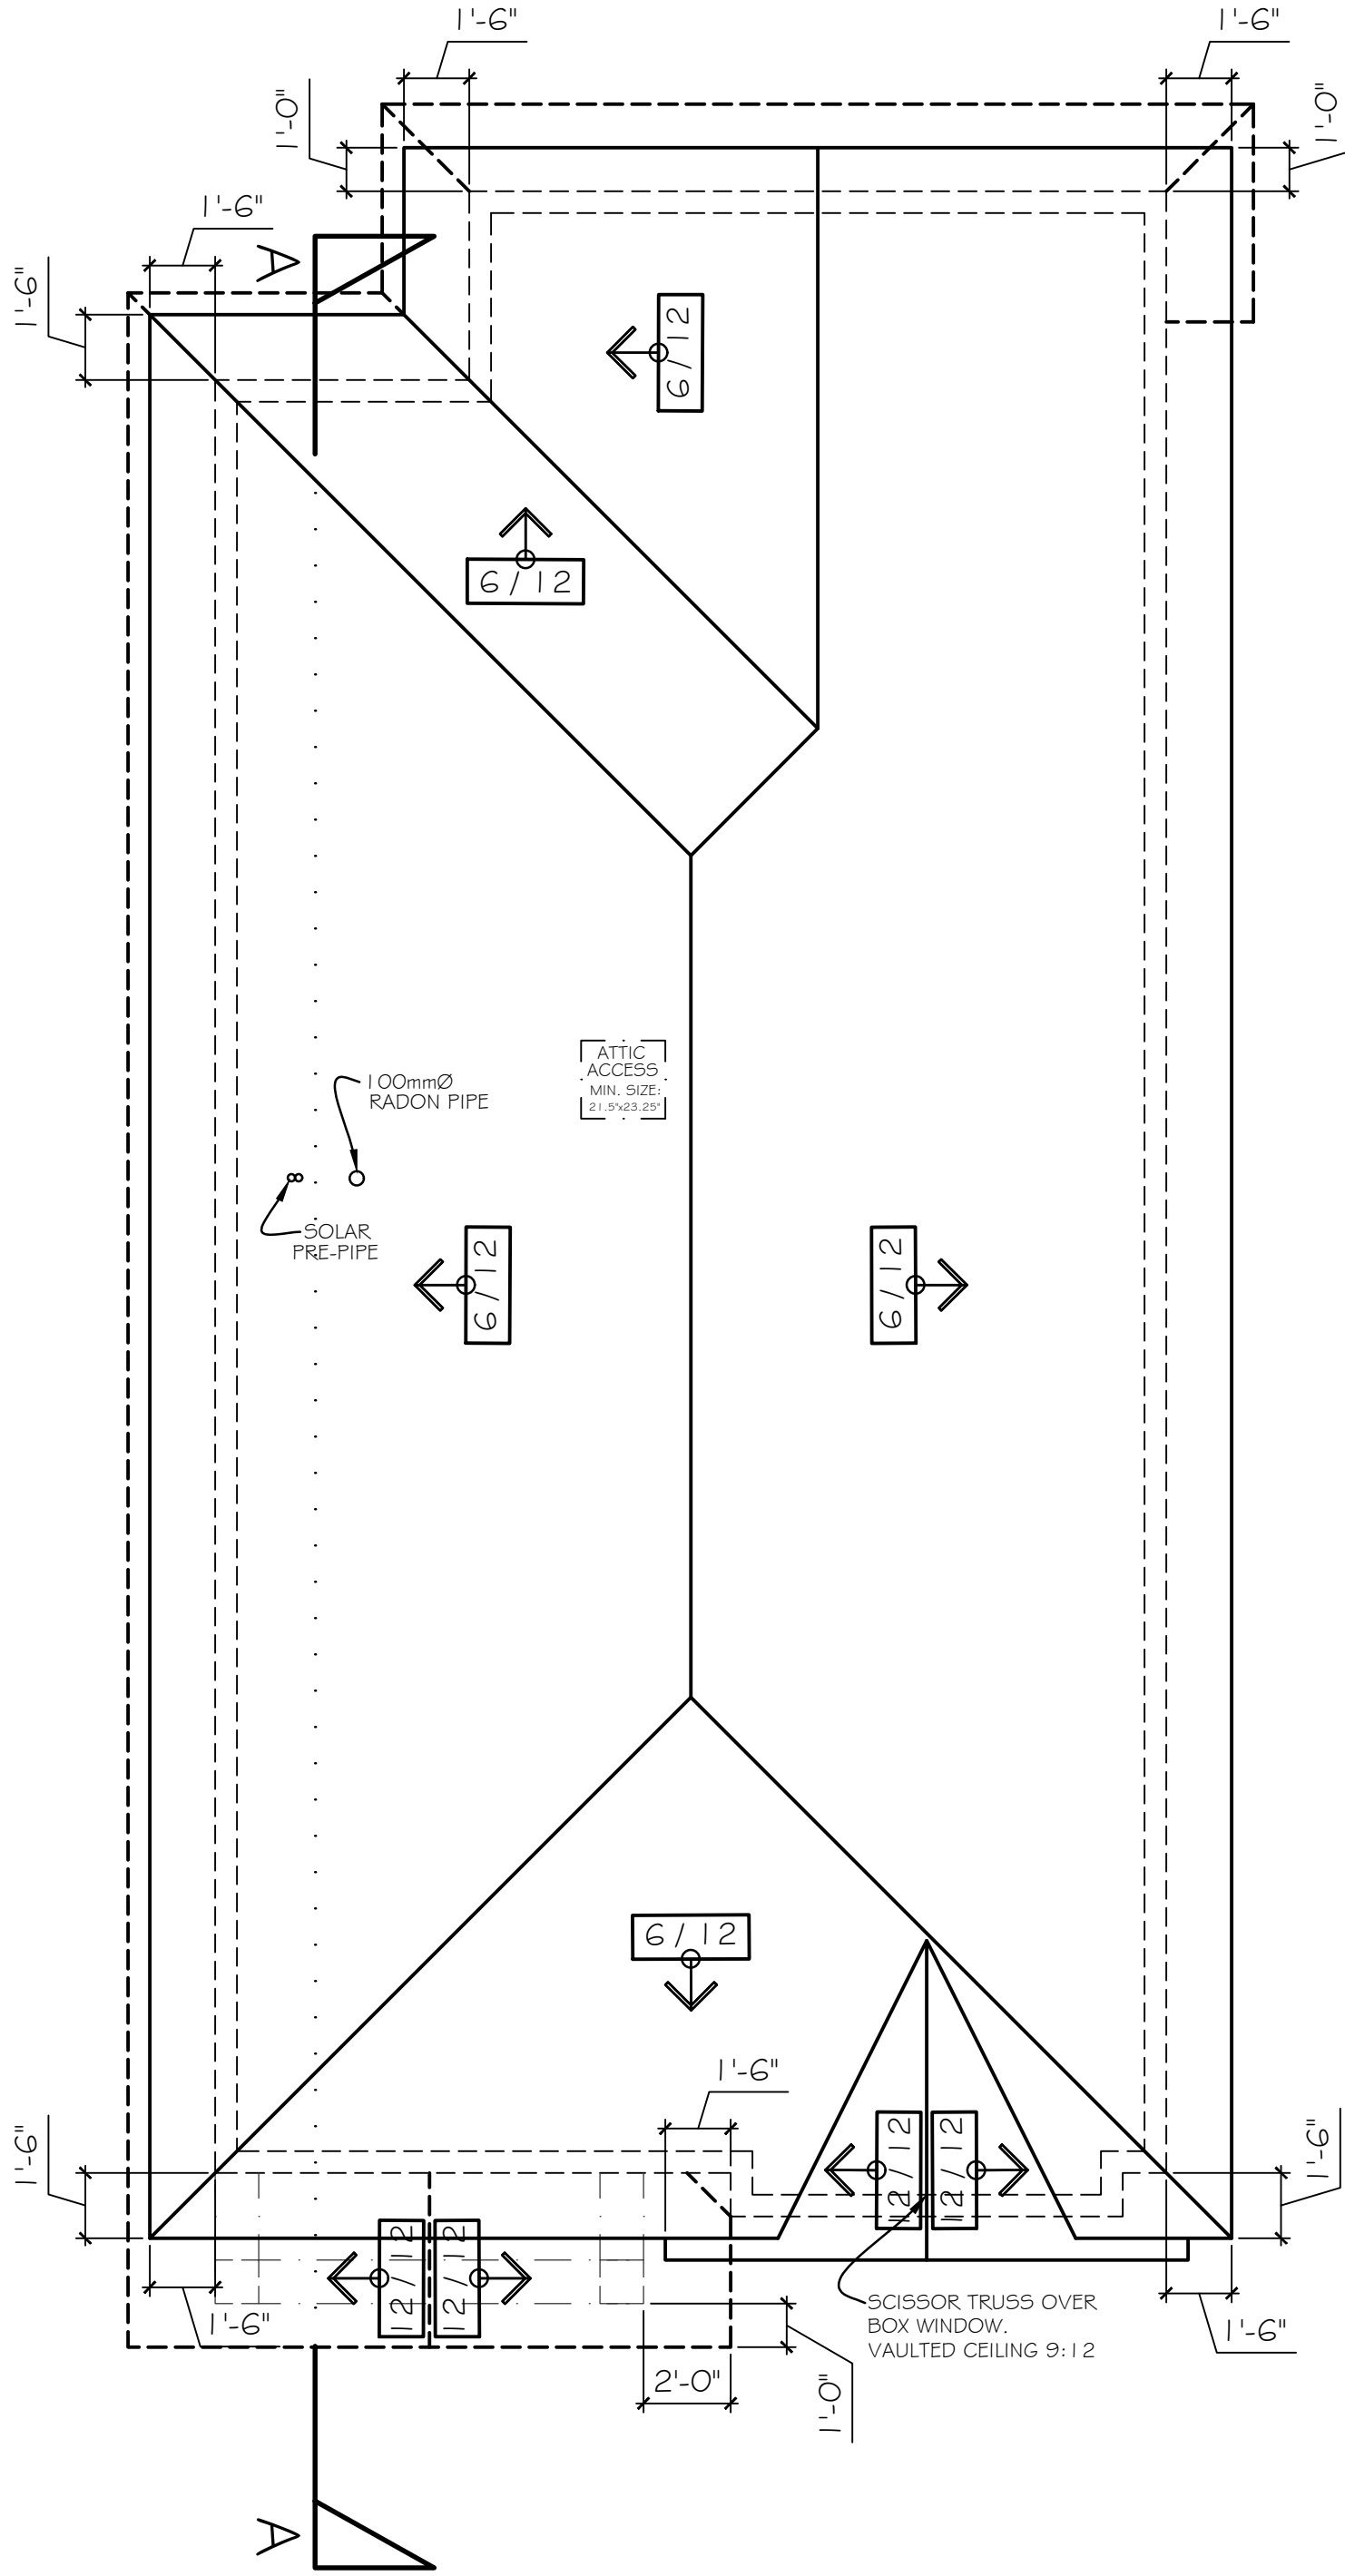 1'-6"
1'-6"
1'-0"
1'-0"
1'-6"
A
1'-6"
6/12
6/12
ATTIC
ACCESS
MIN. SIZE:
21.5"x23.25"
100mmØ
RADON PIPE
SOLAR
PRE-PIPE
6/12
6/12
6/12
1'-6"
1'-6"
1'-6"
12/12
12/12
12/12
12/12
SCISSOR TRUSS OVER
BOX WINDOW.
VAULTED CEILING 9:12
1'-6"
1'-6"
2'-0"
1'-0"
A